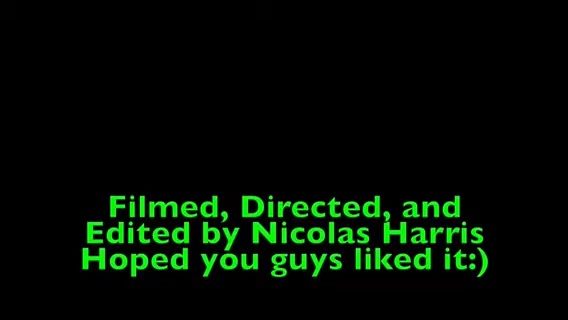 Filmed, Directed, and
Edited by Nicolas Harris
Hoped you guys liked it:)